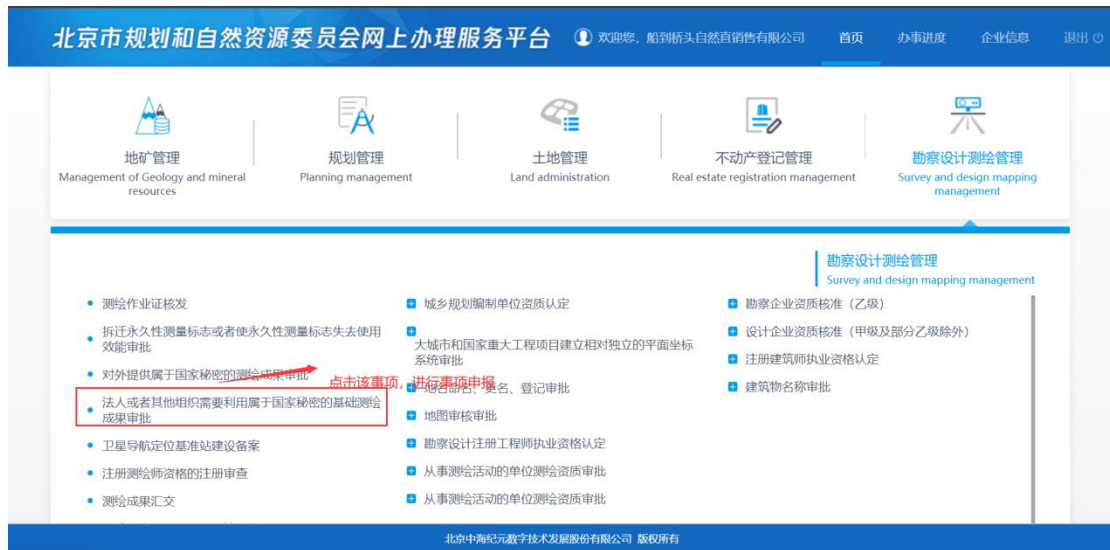 北京市规划和自然资源委员会网上办理服务平台
欢迎您，船到桥头自然直销售有限公司
首页
办事进度
企业信息
退出
地矿管理
Management of Geology and mineral
resources
规划管理
Planning management
土地管理
Land administration
不动产登记管理
Real estate registration management
勘察设计测绘管理
Survey and design mapping
management
勘察设计测绘管理
Survey and design mapping management
测绘作业证核发
拆迁永久性测量标志或者使永久性测量标志失去使用
效能审批
对外提供属于国家秘密的测绘成果审批
点击该事项，进行事项申报
法人或者其他组织需要利用属于国家秘密的基础测绘
成果审批
卫星导航定位基准站建设备案
注册测绘师资格的注册审查
测绘成果汇交
城乡规划编制单位资质认定
大城市和国家重大工程项目建立相对独立的平面坐标
系统审批
地名命名、更名、登记审批
地图审核审批
勘察设计注册工程师执业资格认定
从事测绘活动的单位测绘资质审批
从事测绘活动的单位测绘资质审批
勘察企业资质核准（乙级）
设计企业资质核准（甲级及部分乙级除外）
注册建筑师执业资格认定
建筑物名称审批
北京中海纪元数字技术发展股份有限公司 版权所有